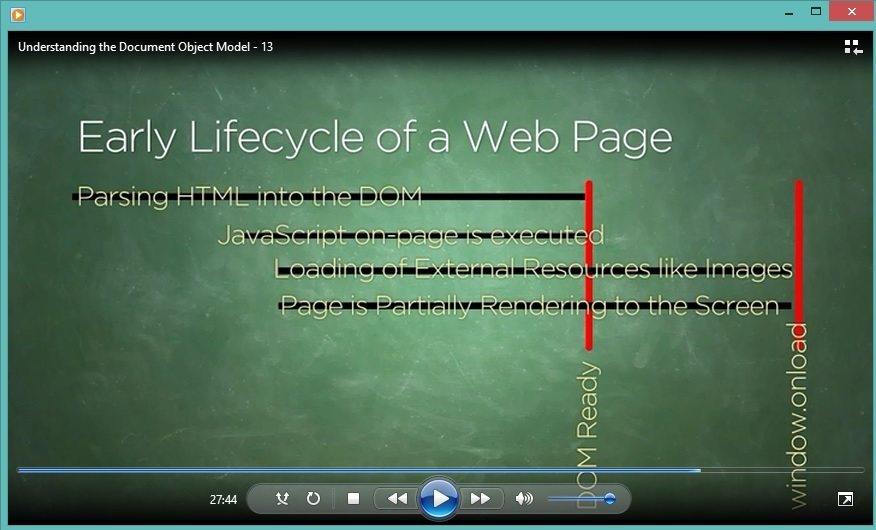 Understanding the Document Object Model - 13
Early Lifecycle of a Web Page
Parsing HTML into the DOM
JavaScript on-page is executed
Loading of External Resources like Images
Page is Partially Rendering to the Screen
DOM Ready
window.onload
27:44